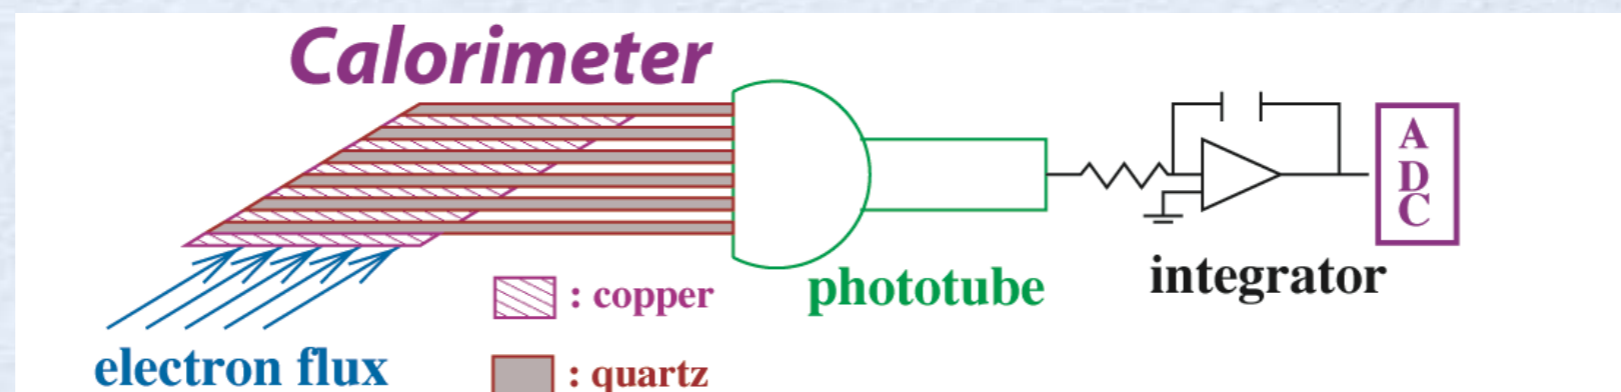 Calorimeter
A
D
C
integrator
phototube
: copper
electron flux
: quartz